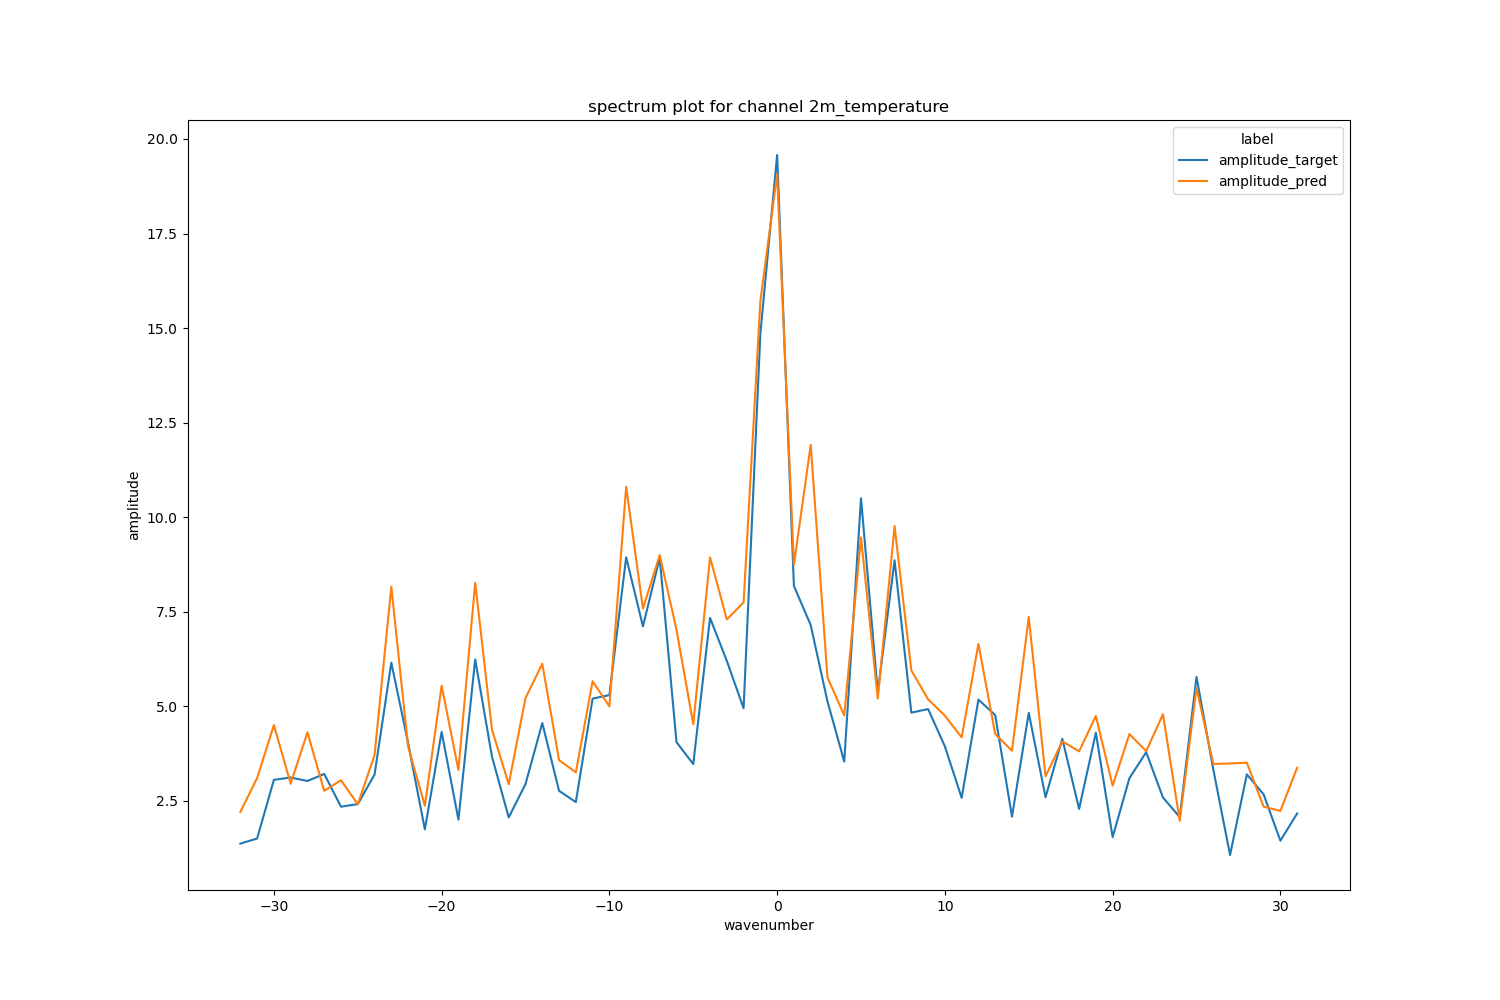 spectrum plot for channel 2m_temperature
label
amplitude_target
amplitude_pred
amplitude
20.0
17.5
15.0
12.5
10.0
7.5
5.0
2.5
−30
−20
−10
0
10
20
30
wavenumber